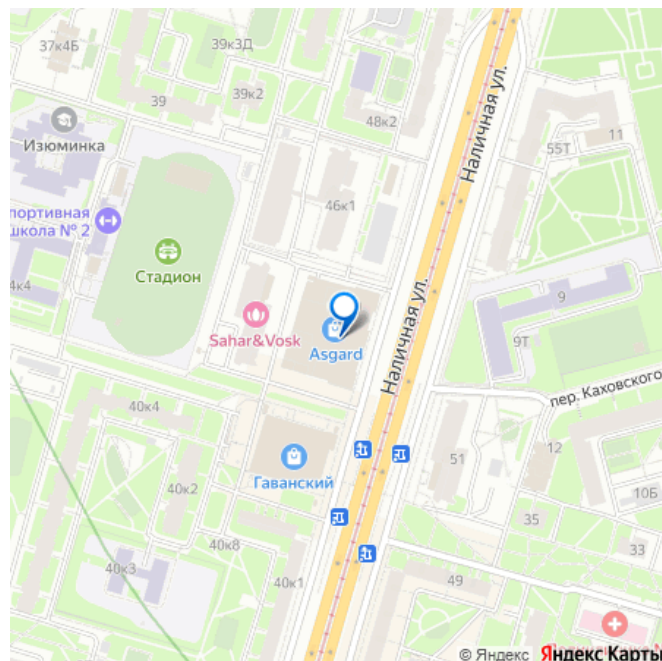 37к4Б
39к3Д
39
39к2
48к2
Наличная ул.
11
55Т
Изюминка
46к1
портивная
школа № 2
Стадион
4к4
9
Наличная ул.
Sahar&Vosk
Asgard
9Т
пер. Каховского
40к4
12
51
Гаванский
40к2
10Б
35
40к8
33
40к3
40к1
49
© Яндекс Яндекс Карты